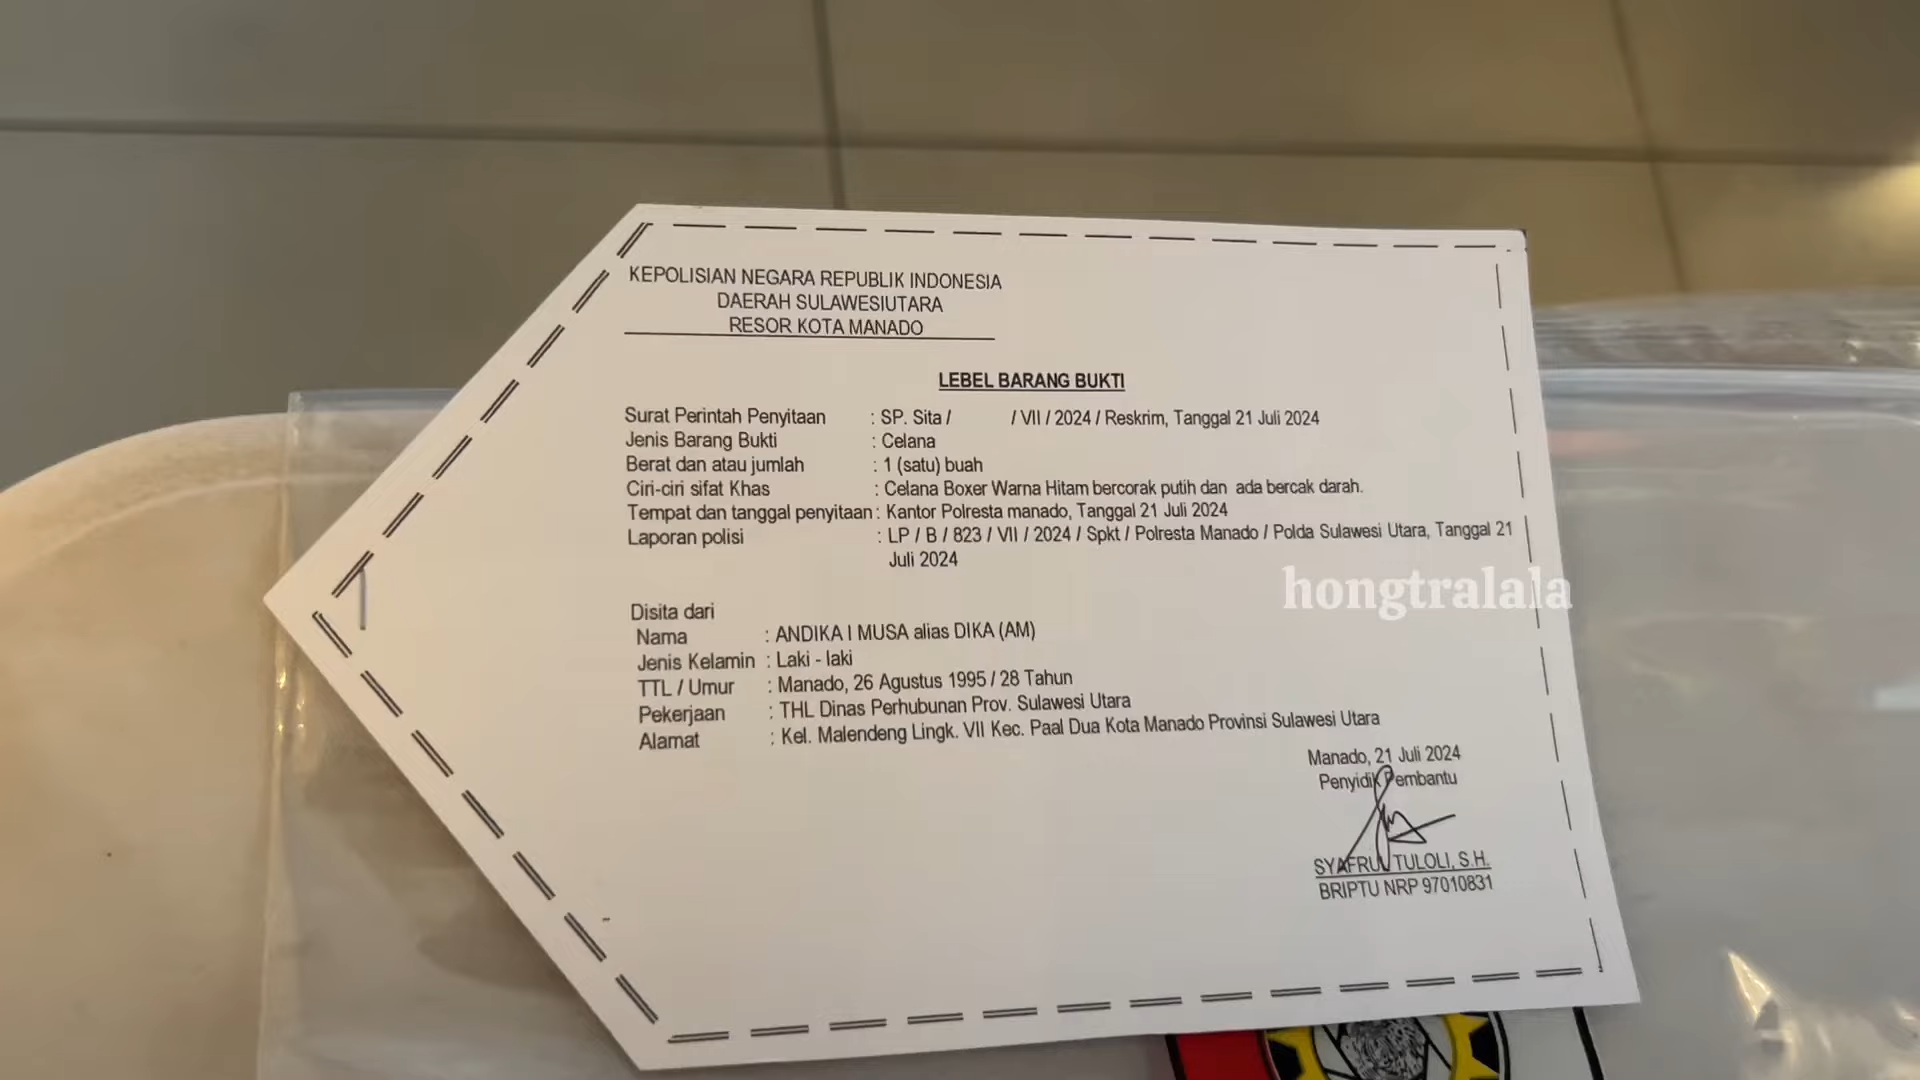 KEPOLISIAN NEGARA REPUBLIK INDONESIA
DAERAH SULAWESIUTARA
RESOR KOTA MANADO
LEBEL BARANG BUKTI
Surat Perintah Penyitaan : SP. Sita / / VII / 2024 / Reskrim, Tanggal 21 Juli 2024
Jenis Barang Bukti : Celana
Berat dan atau jumlah : 1 (satu) buah
Ciri-ciri sifat Khas : Celana Boxer Warna Hitam bercorak putih dan ada bercak darah.
Tempat dan tanggal penyitaan : Kantor Polresta manado, Tanggal 21 Juli 2024
Laporan polisi : LP / B / 823 / VII / 2024 / Spkt / Polresta Manado / Polda Sulawesi Utara, Tanggal 21
Juli 2024
hongtralala
Disita dari
Nama : ANDIKA I MUSA alias DIKA (AM)
Jenis Kelamin : Laki - laki
TTL / Umur : Manado, 26 Agustus 1995 / 28 Tahun
Pekerjaan : THL Dinas Perhubunan Prov. Sulawesi Utara
Alamat : Kel. Malendeng Lingk. VII Kec. Paal Dua Kota Manado Provinsi Sulawesi Utara
Manado, 21 Juli 2024
Penyidik Pembantu
SYAFRUL TULOLI, S.H.
BRIPTU NRP 97010831